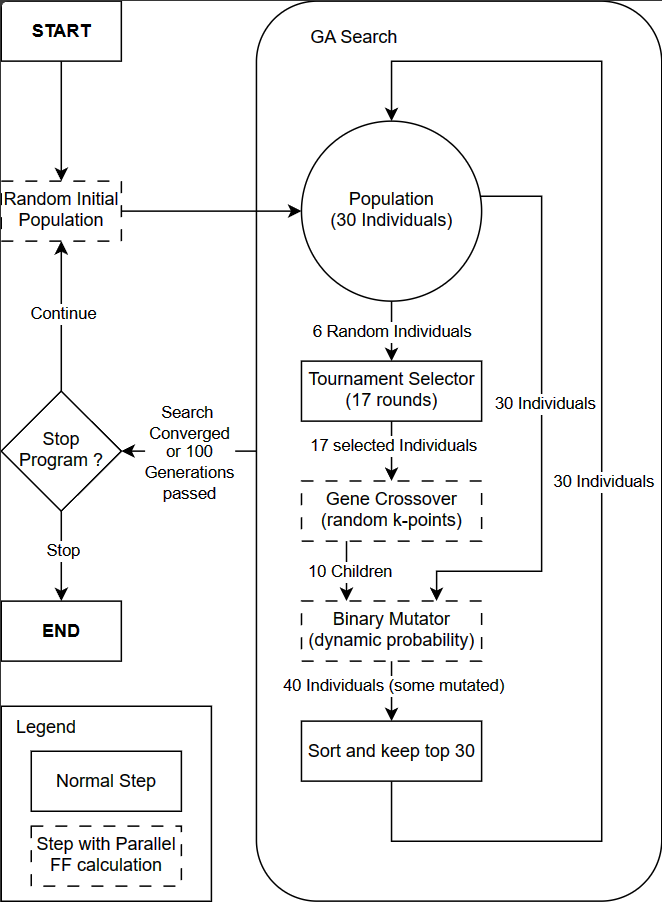 START
GA Search
Random Initial
Population
Population
(30 Individuals)
Continue
6 Random Individuals
Tournament Selector
(17 rounds)
30 Individuals
Search
Converged
or 100
Generations
passed
Stop
Program ?
17 selected Individuals
30 Individuals
Gene Crossover
(random k-points)
Stop
10 Children
END
Binary Mutator
(dynamic probability)
40 Individuals (some mutated)
Sort and keep top 30
Legend
Normal Step
Step with Parallel
FF calculation